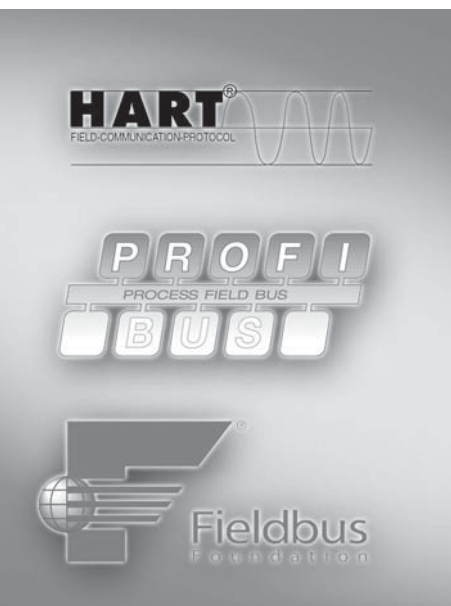 HART®
FIELD-COMMUNICATION-PROTOCOL
PROFI
PROCESS FIELD BUS
BUS
®
Fieldbus
Foundation